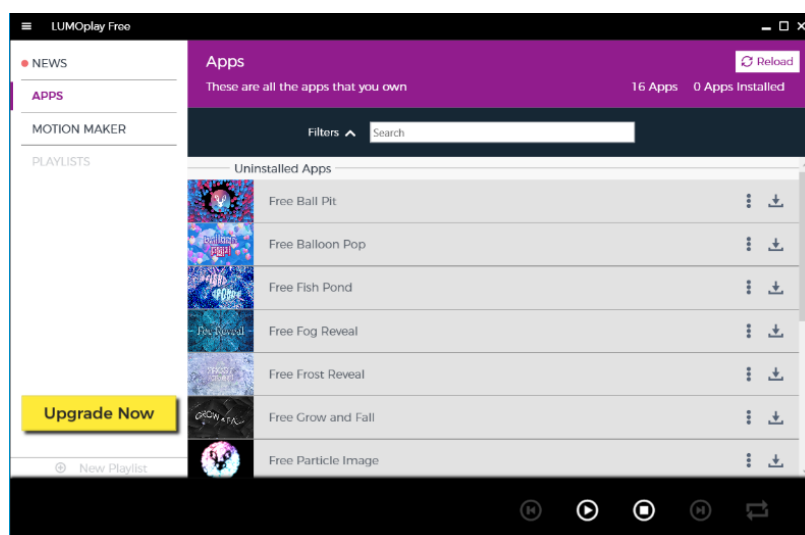 LUMOplay Free
NEWS
APPS
MOTION MAKER
PLAYLISTS
Upgrade Now
New Playlist
Apps
Reload
These are all the apps that you own
16 Apps 0 Apps Installed
Filters Search
Uninstalled Apps
Free Ball Pit
Free Balloon Pop
Free Fish Pond
Free Fog Reveal
Free Frost Reveal
Free Grow and Fall
Free Particle Image